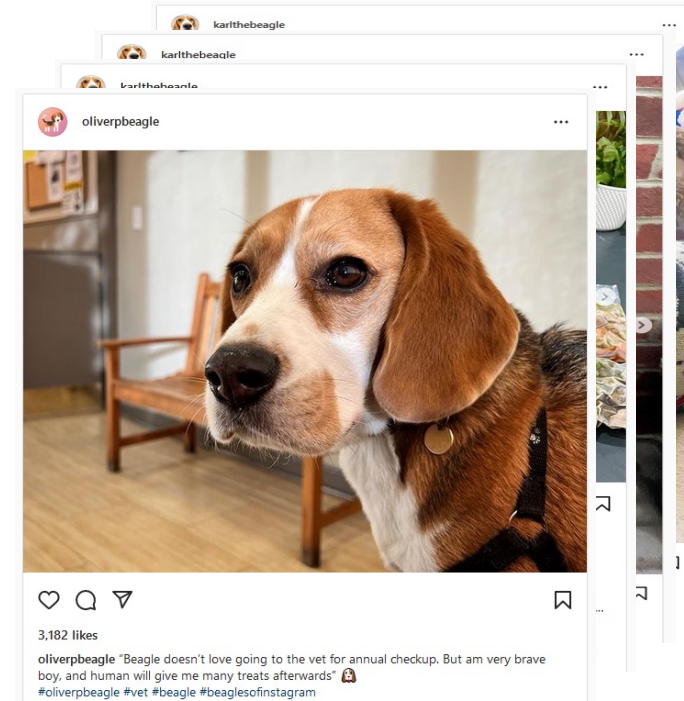 karlthebeagle
karlthebeagle
karlthebeagle
oliverpbeagle
3,182 likes
oliverpbeagle “Beagle doesn't love going to the vet for annual checkup. But am very brave
boy, and human will give me many treats afterwards”
#oliverpbeagle #vet #beagle #beaglesofinstagram